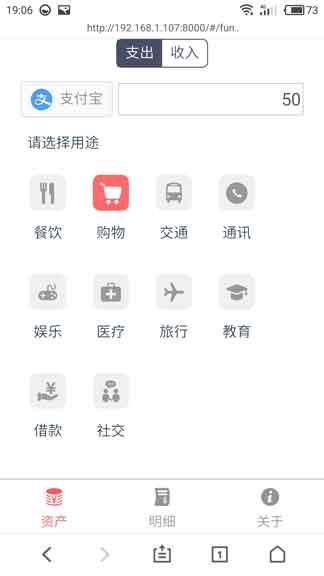 19:06 4G 73
http://192.168.1.107:8000/#/fun..
支出 收入
支 支付宝 50
请选择用途
餐饮 购物 交通 通讯
娱乐 医疗 旅行 教育
¥
借款 社交
资产 明细 关于
1